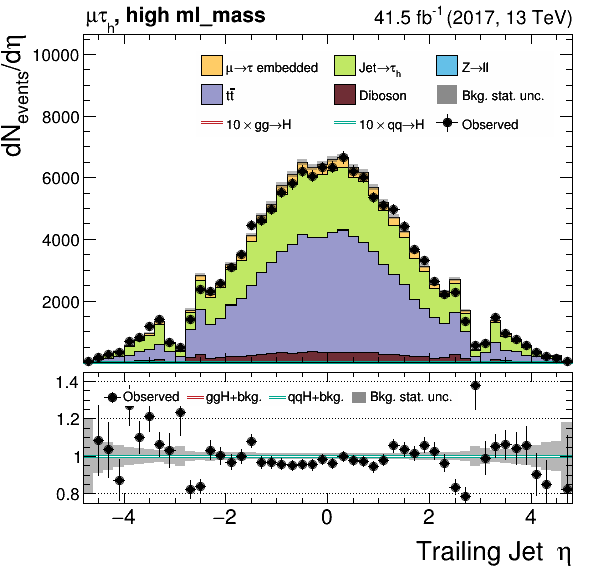 μτh, high ml_mass 41.5 fb-1 (2017, 13 TeV)
dNevents/dη
10000
8000
6000
4000
2000
μ→τ embedded Jet→τh Z→ll
tt̄ Diboson Bkg. stat. unc.
10 × gg→H 10 × qq→H Observed
1.4
1.2
1
0.8
Observed ggH+bkg. qqH+bkg. Bkg. stat. unc.
−4 −2 0 2 4
Trailing Jet η